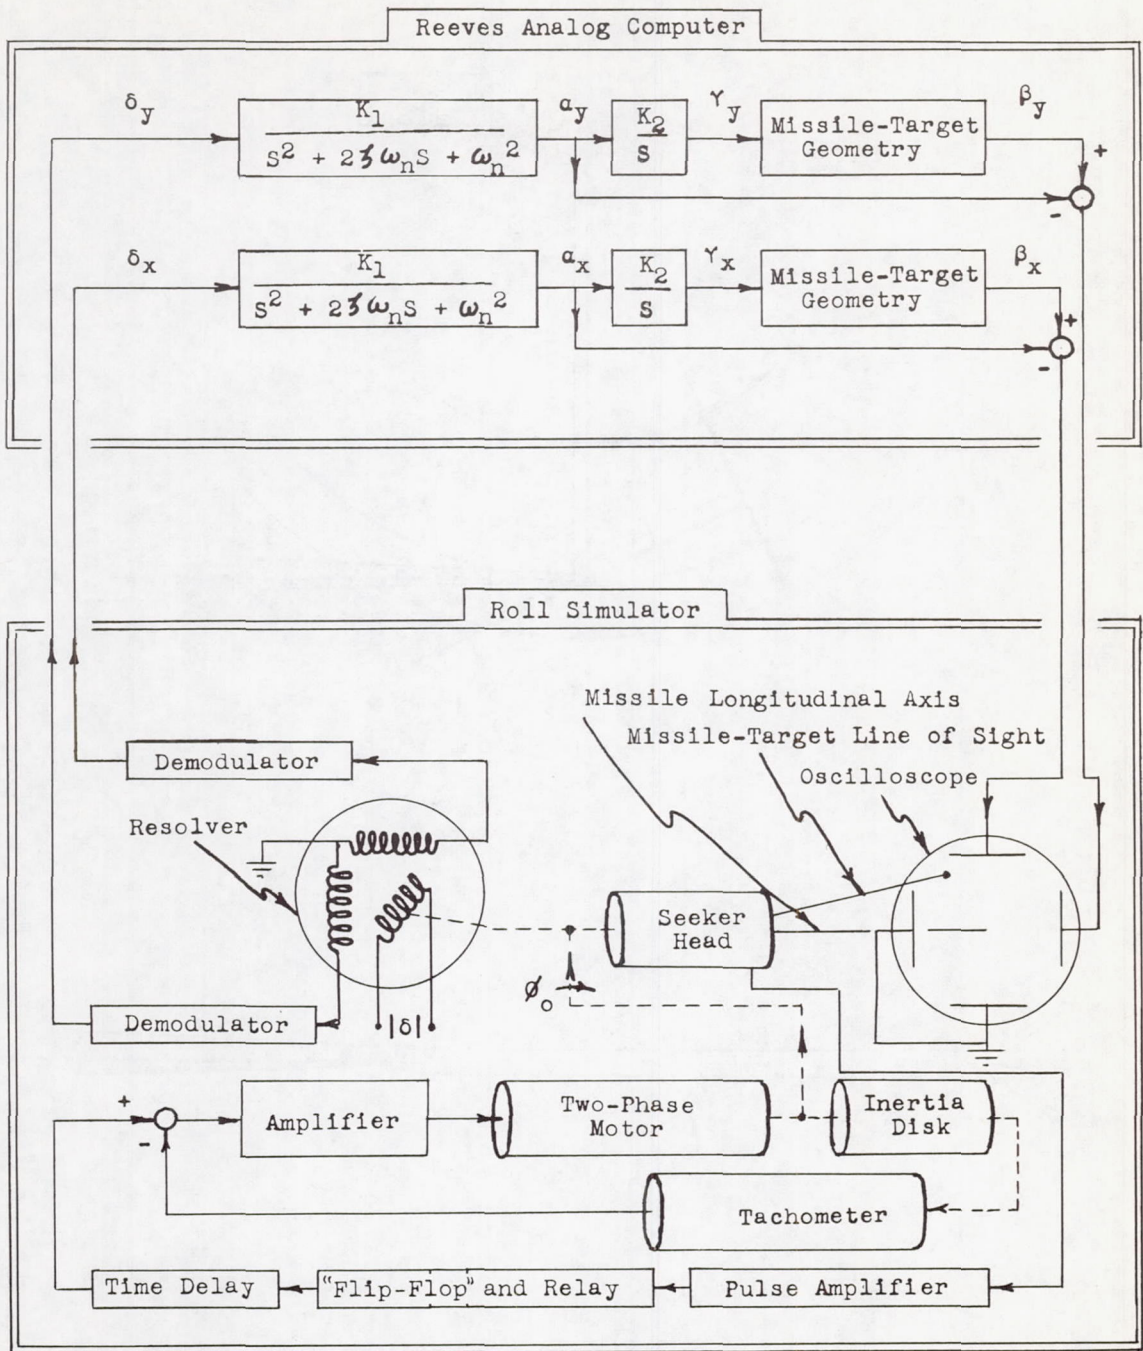 Reeves Analog Computer
δy
K1
S² + 2ζωnS + ωn²
αy
K2
S
γy
Missile-Target
Geometry
βy
+
-
δx
K1
S² + 2ζωnS + ωn²
αx
K2
S
γx
Missile-Target
Geometry
βx
+
-
Roll Simulator
Missile Longitudinal Axis
Missile-Target Line of Sight
Oscilloscope
Demodulator
Resolver
Seeker
Head
φo
Demodulator
|δ|
+
-
Amplifier
Two-Phase
Motor
Inertia
Disk
Tachometer
Time Delay
"Flip-Flop" and Relay
Pulse Amplifier